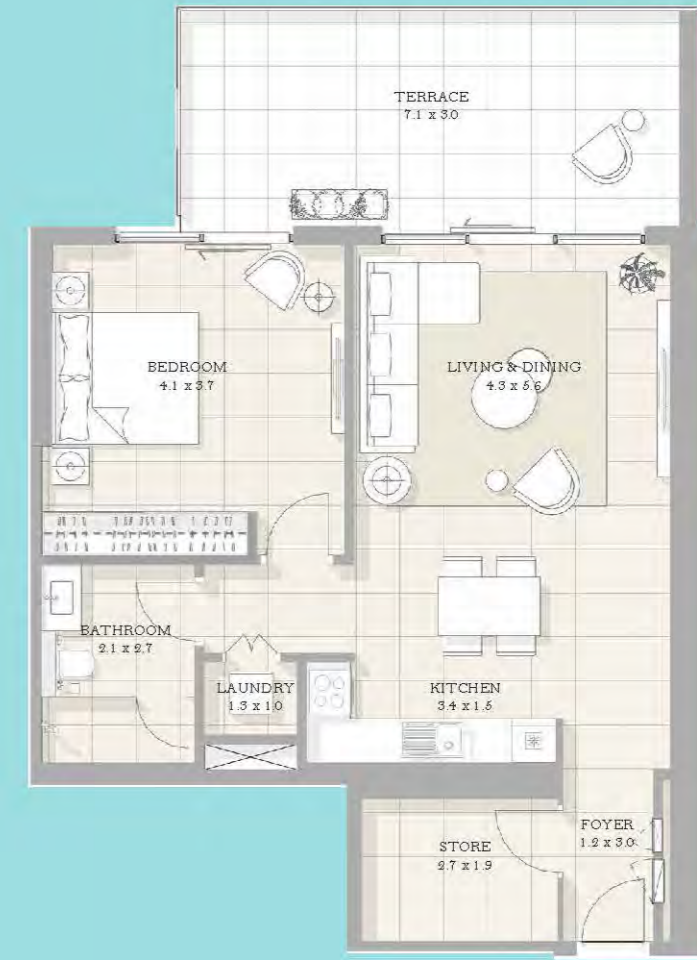 TERRACE
7.1 x 3.0
BEDROOM
4.1 x 3.7
LIVING & DINING
4.3 x 5.6
BATHROOM
2.1 x 2.7
LAUNDRY
1.3 x 1.0
KITCHEN
3.4 x 1.5
FOYER
1.2 x 3.0
STORE
2.7 x 1.9